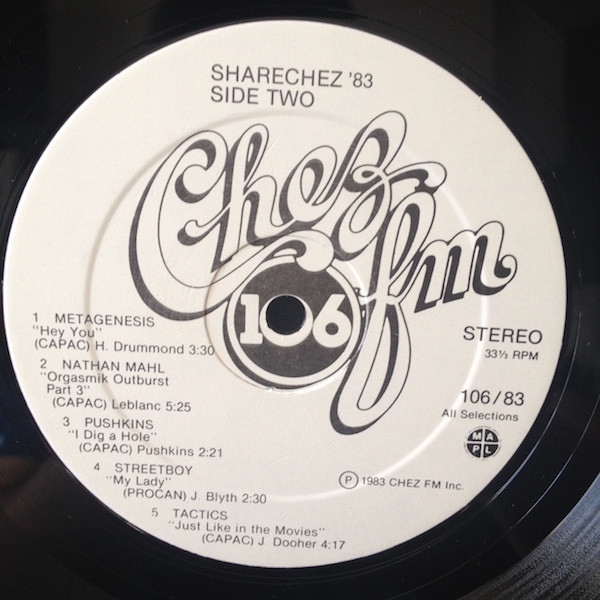 SHARECHEZ '83
SIDE TWO
Chez
fm
106
1 METAGENESIS
"Hey You"
(CAPAC) H. Drummond 3:30
2 NATHAN MAHL
"Orgasmik Outburst
Part 3"
(CAPAC) Leblanc 5:25
3 PUSHKINS
"I Dig a Hole"
(CAPAC) Pushkins 2:21
4 STREETBOY
"My Lady"
(PROCAN) J. Blyth 2:30
5 TACTICS
"Just Like in the Movies"
(CAPAC) J. Dooher 4:17
STEREO
33⅓ RPM
106/83
All Selections
M A
P L
Ⓟ 1983 CHEZ FM Inc.